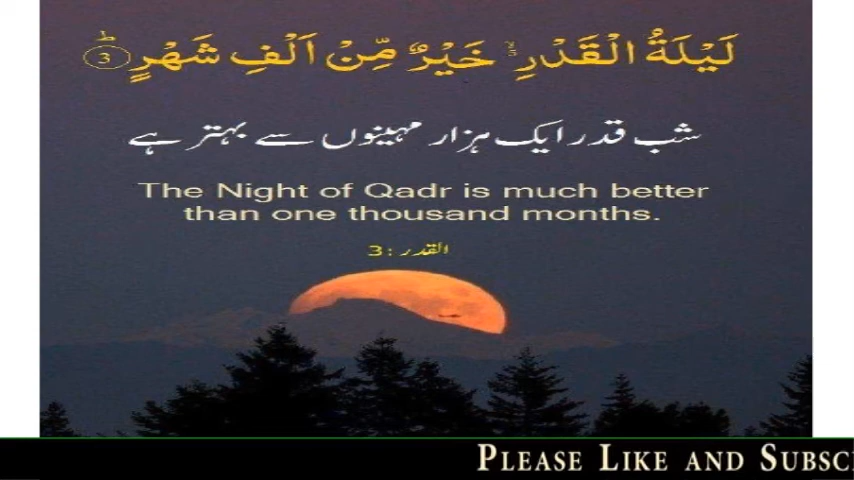 لَيْلَةُ الْقَدْرِ ۙ خَيْرٌ مِّنْ اَلْفِ شَهْرٍ ؕ ③
شب قدر ایک ہزار مہینوں سے بہتر ہے
The Night of Qadr is much better
than one thousand months.
القدر : 3
PLEASE LIKE AND SUBSC